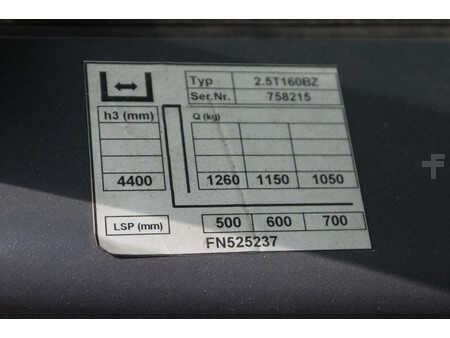 Typ 2.5T160BZ
Ser.Nr. 758215
h3 (mm) Q (kg)
4400 1260 1150 1050
LSP (mm) 500 600 700
FN525237